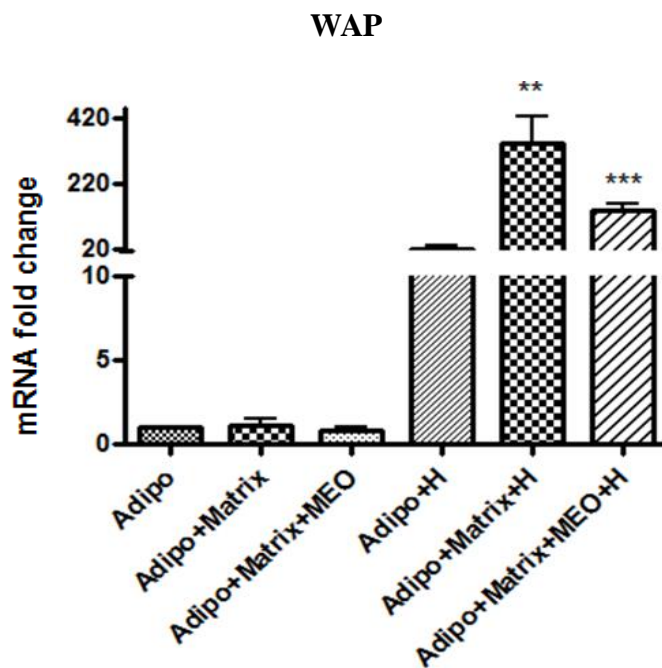 WAP
mRNA fold change
420
220
20
10
5
0
**
***
Adipo
Adipo+Matrix
Adipo+Matrix+MEO
Adipo+H
Adipo+Matrix+H
Adipo+Matrix+MEO+H